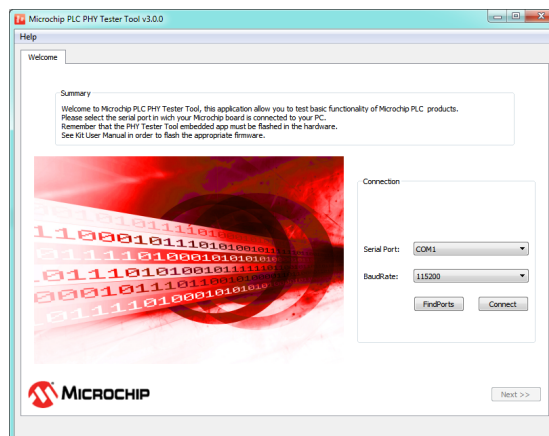 Microchip PLC PHY Tester Tool v3.0.0
Help
Welcome
Summary
Welcome to Microchip PLC PHY Tester Tool, this application allow you to test basic functionality of Microchip PLC products.
Please select the serial port in wich your Microchip board is connected to your PC.
Remember that the PHY Tester Tool embedded app must be flashed in the hardware.
See Kit User Manual in order to flash the appropriate firmware.
Connection
Serial Port: COM1
BaudRate: 115200
FindPorts Connect
MICROCHIP
Next >>